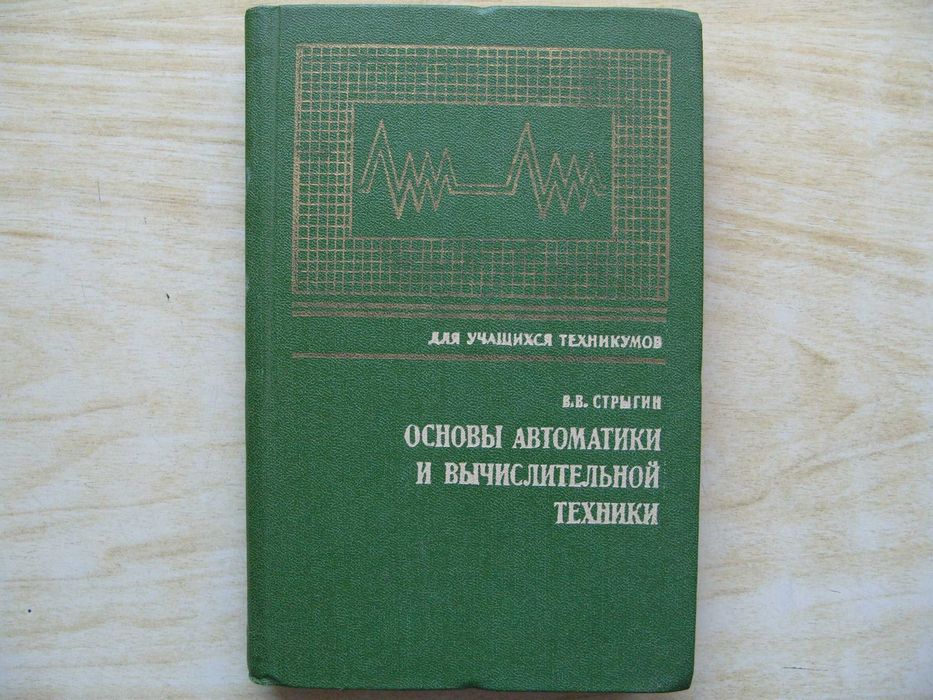 ДЛЯ УЧАЩИХСЯ ТЕХНИКУМОВ
В.В. СТРЫГИН
ОСНОВЫ АВТОМАТИКИ
И ВЫЧИСЛИТЕЛЬНОЙ
ТЕХНИКИ